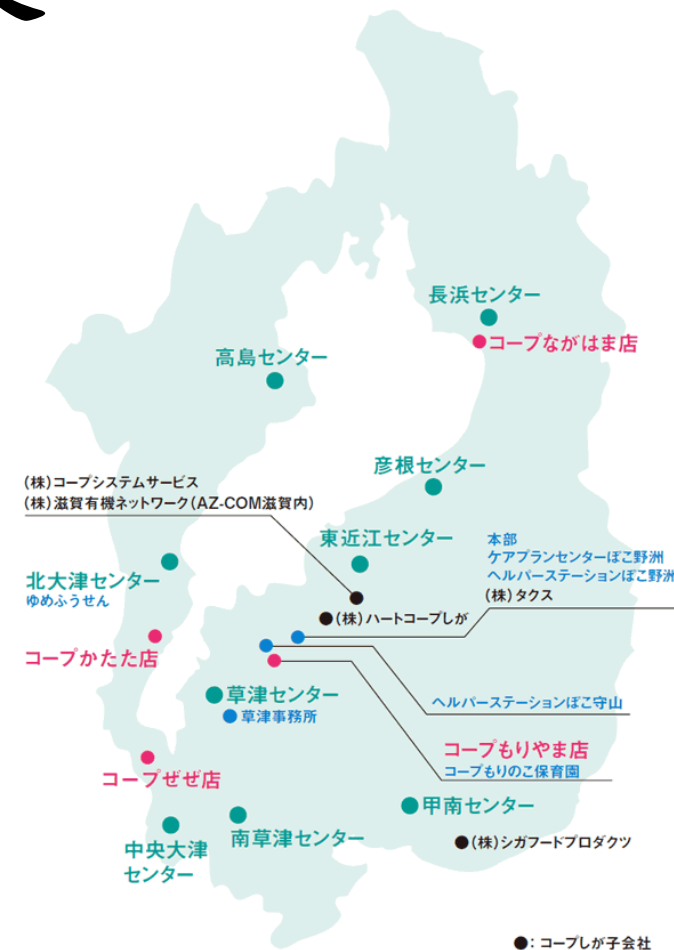 長浜センター
コープながはま店
高島センター
彦根センター
(株)コープシステムサービス
(株)滋賀有機ネットワーク(AZ-COM滋賀内)
東近江センター
本部
ケアプランセンターぽこ野洲
ヘルパーステーションぽこ野洲
(株)タクス
北大津センター
ゆめふうせん
●(株)ハートコープしが
コープかたた店
草津センター
草津事務所
ヘルパーステーションぽこ守山
コープもりやま店
コープもりのこ保育園
コープぜぜ店
甲南センター
南草津センター
●(株)シガフードプロダクツ
中央大津
センター
●:コープしが子会社